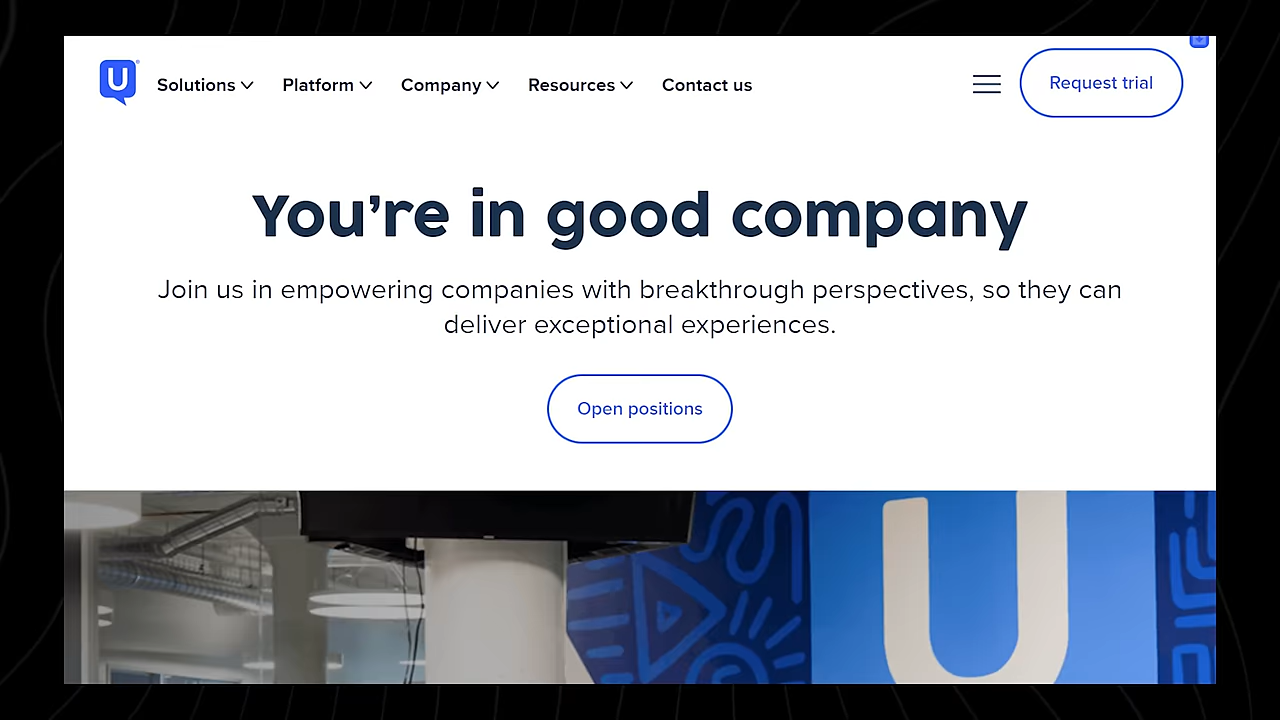 U
Solutions
Platform
Company
Resources
Contact us
Request trial
You’re in good company
Join us in empowering companies with breakthrough perspectives, so they can
deliver exceptional experiences.
Open positions
U